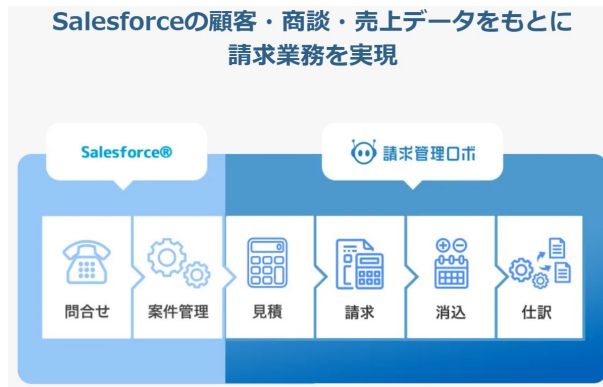 Salesforceの顧客・商談・売上データをもとに
請求業務を実現
Salesforce®
請求管理ロボ
問合せ
案件管理
見積
請求
消込
仕訳